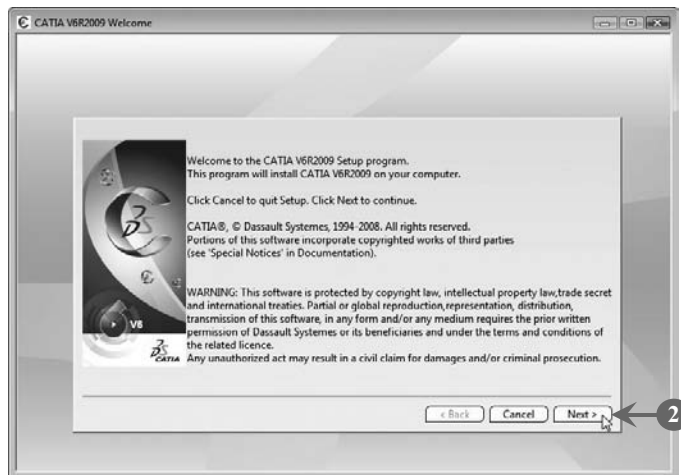 CATIA V6R2009 Welcome
Welcome to the CATIA V6R2009 Setup program.
This program will install CATIA V6R2009 on your computer.
Click Cancel to quit Setup. Click Next to continue.
CATIA®, © Dassault Systemes, 1994-2008. All rights reserved.
Portions of this software incorporate copyrighted works of third parties
(see 'Special Notices' in Documentation).
WARNING: This software is protected by copyright law, intellectual property law,trade secret
and international treaties. Partial or global reproduction,representation, distribution,
transmission of this software, in any form and/or any medium requires the prior written
permission of Dassault Systemes or its beneficiaries and under the terms and conditions of
the related licence.
Any unauthorized act may result in a civil claim for damages and/or criminal prosecution.
V6
CATIA
< Back
Cancel
Next >
2